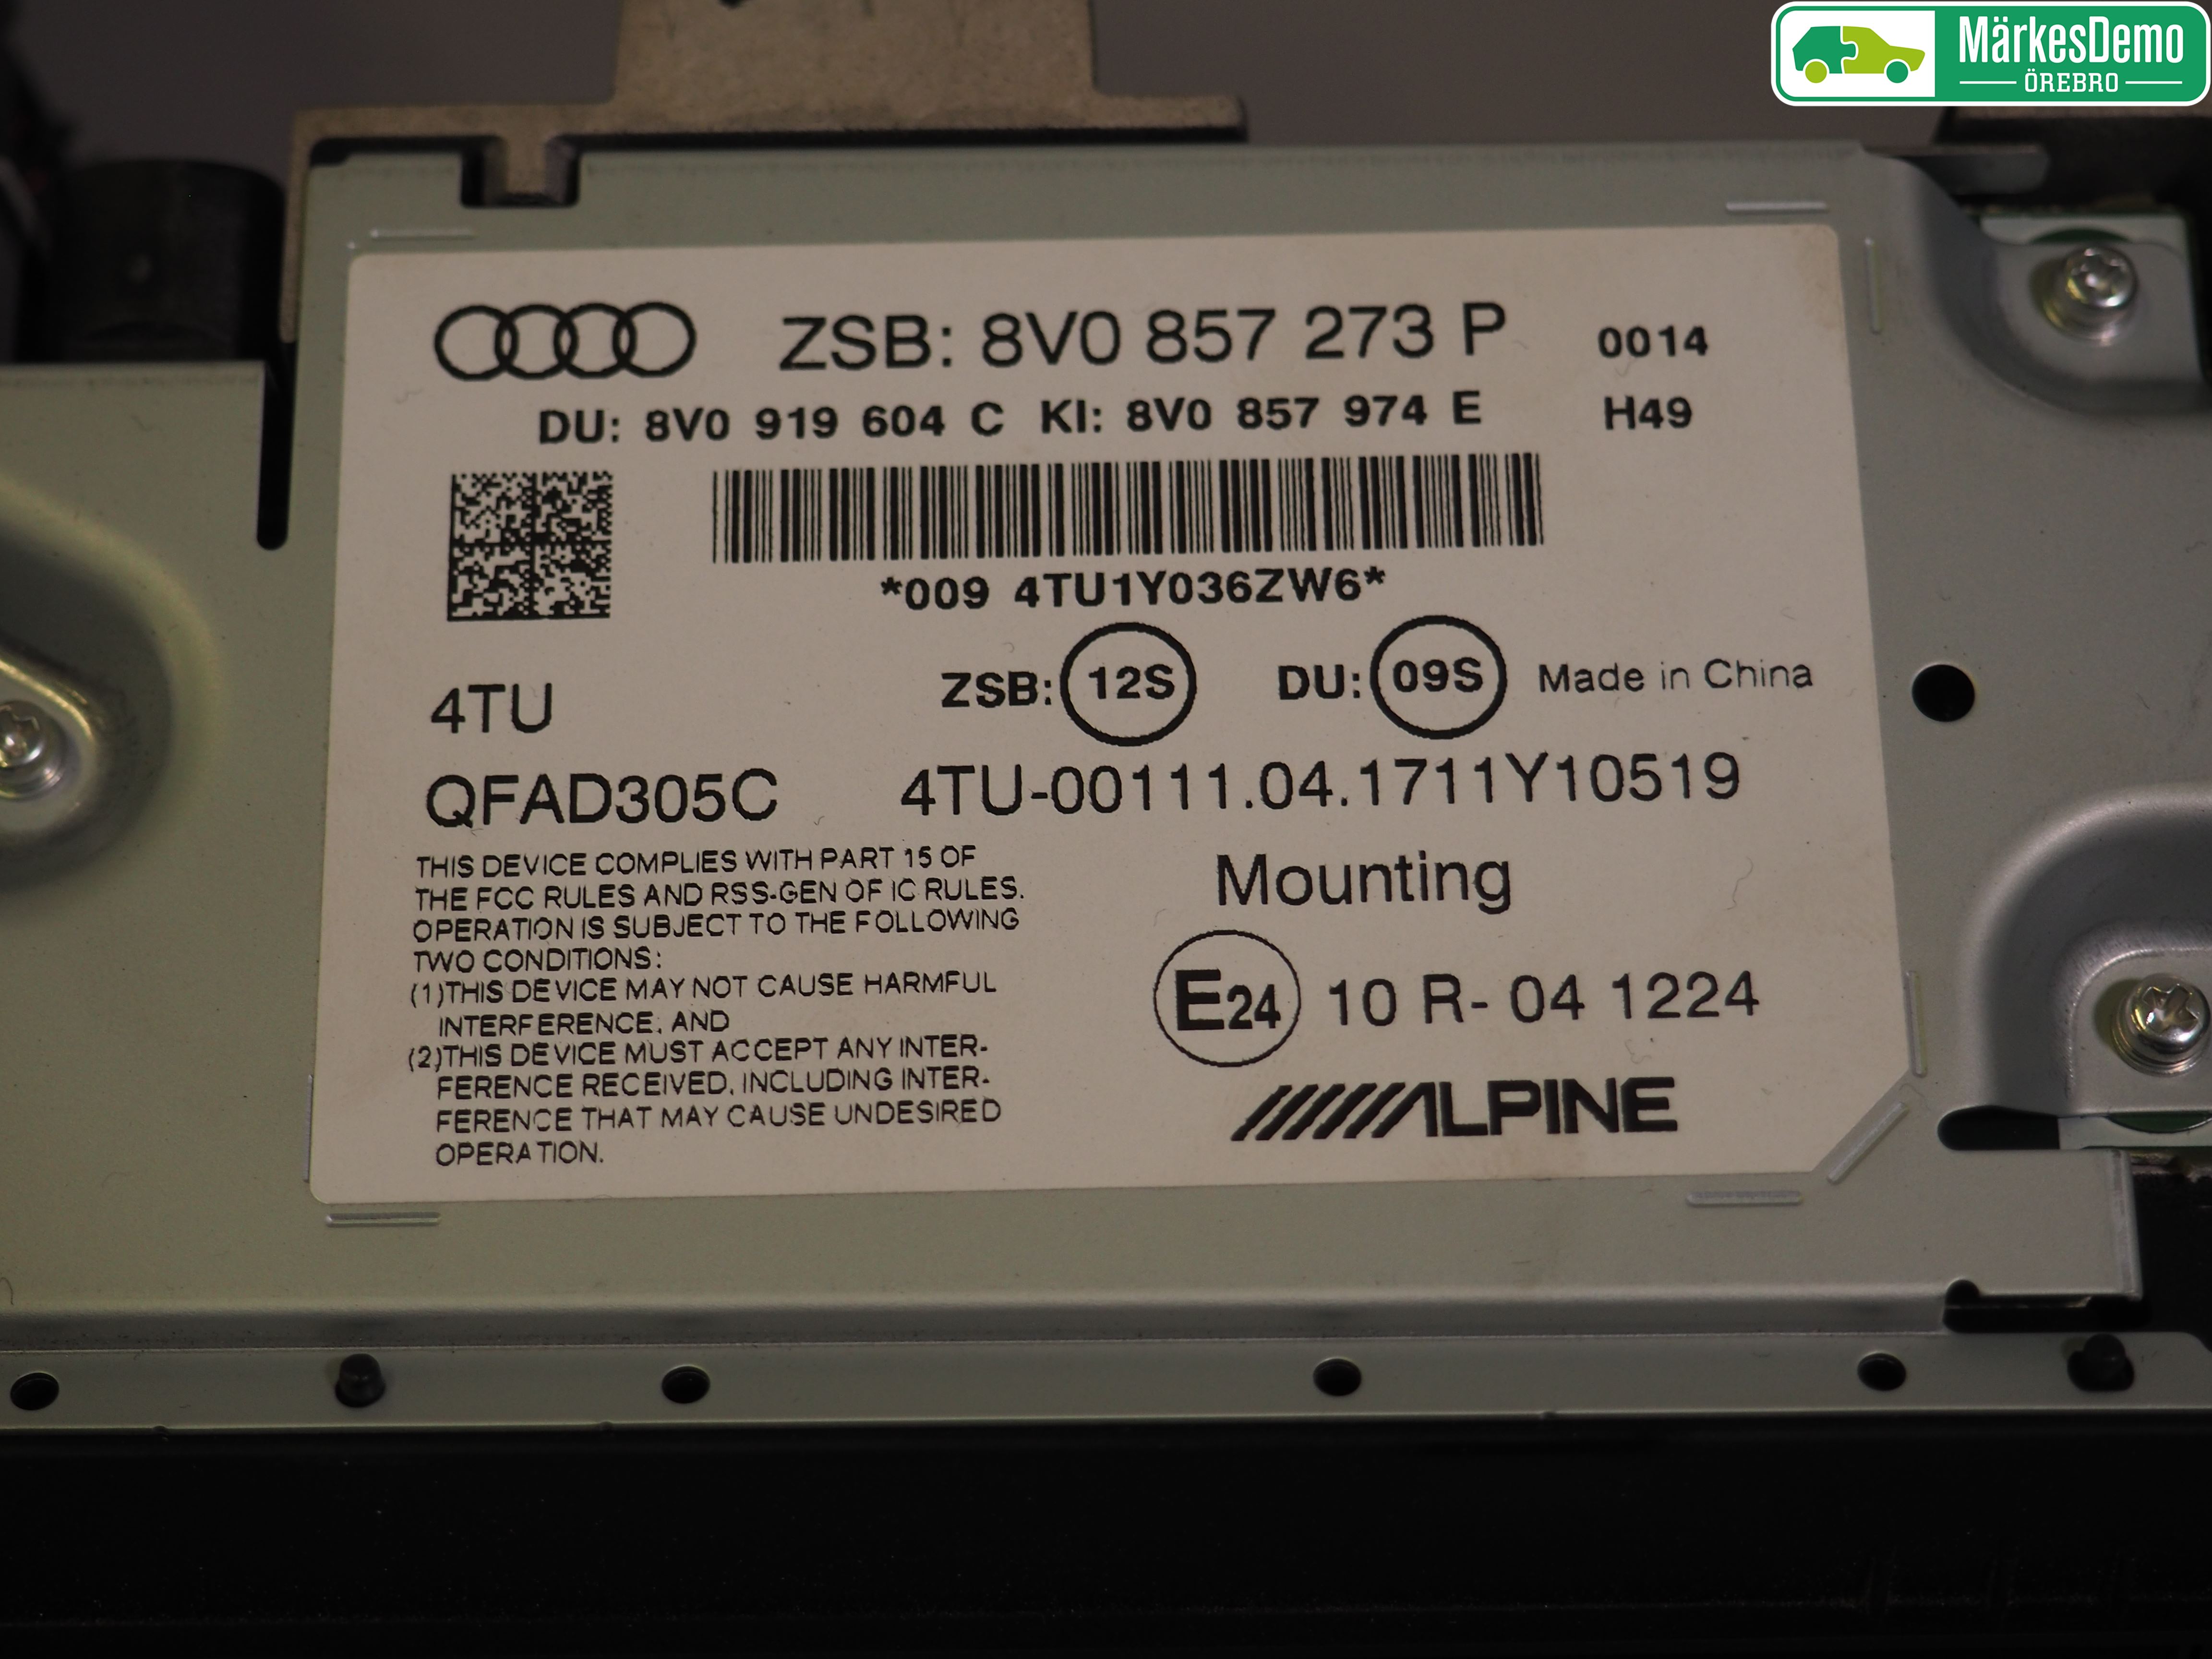 MärkesDemo
ÖREBRO
ZSB: 8V0 857 273 P 0014
DU: 8V0 919 604 C KI: 8V0 857 974 E H49
*009 4TU1Y036ZW6*
4TU ZSB: 12S DU: 09S Made in China
QFAD305C 4TU-00111.04.1711Y10519
THIS DEVICE COMPLIES WITH PART 15 OF
THE FCC RULES AND RSS-GEN OF IC RULES.
OPERATION IS SUBJECT TO THE FOLLOWING
TWO CONDITIONS:
(1)THIS DEVICE MAY NOT CAUSE HARMFUL
INTERFERENCE, AND
(2)THIS DEVICE MUST ACCEPT ANY INTER-
FERENCE RECEIVED, INCLUDING INTER-
FERENCE THAT MAY CAUSE UNDESIRED
OPERATION.
Mounting
E24 10 R- 04 1224
ALPINE